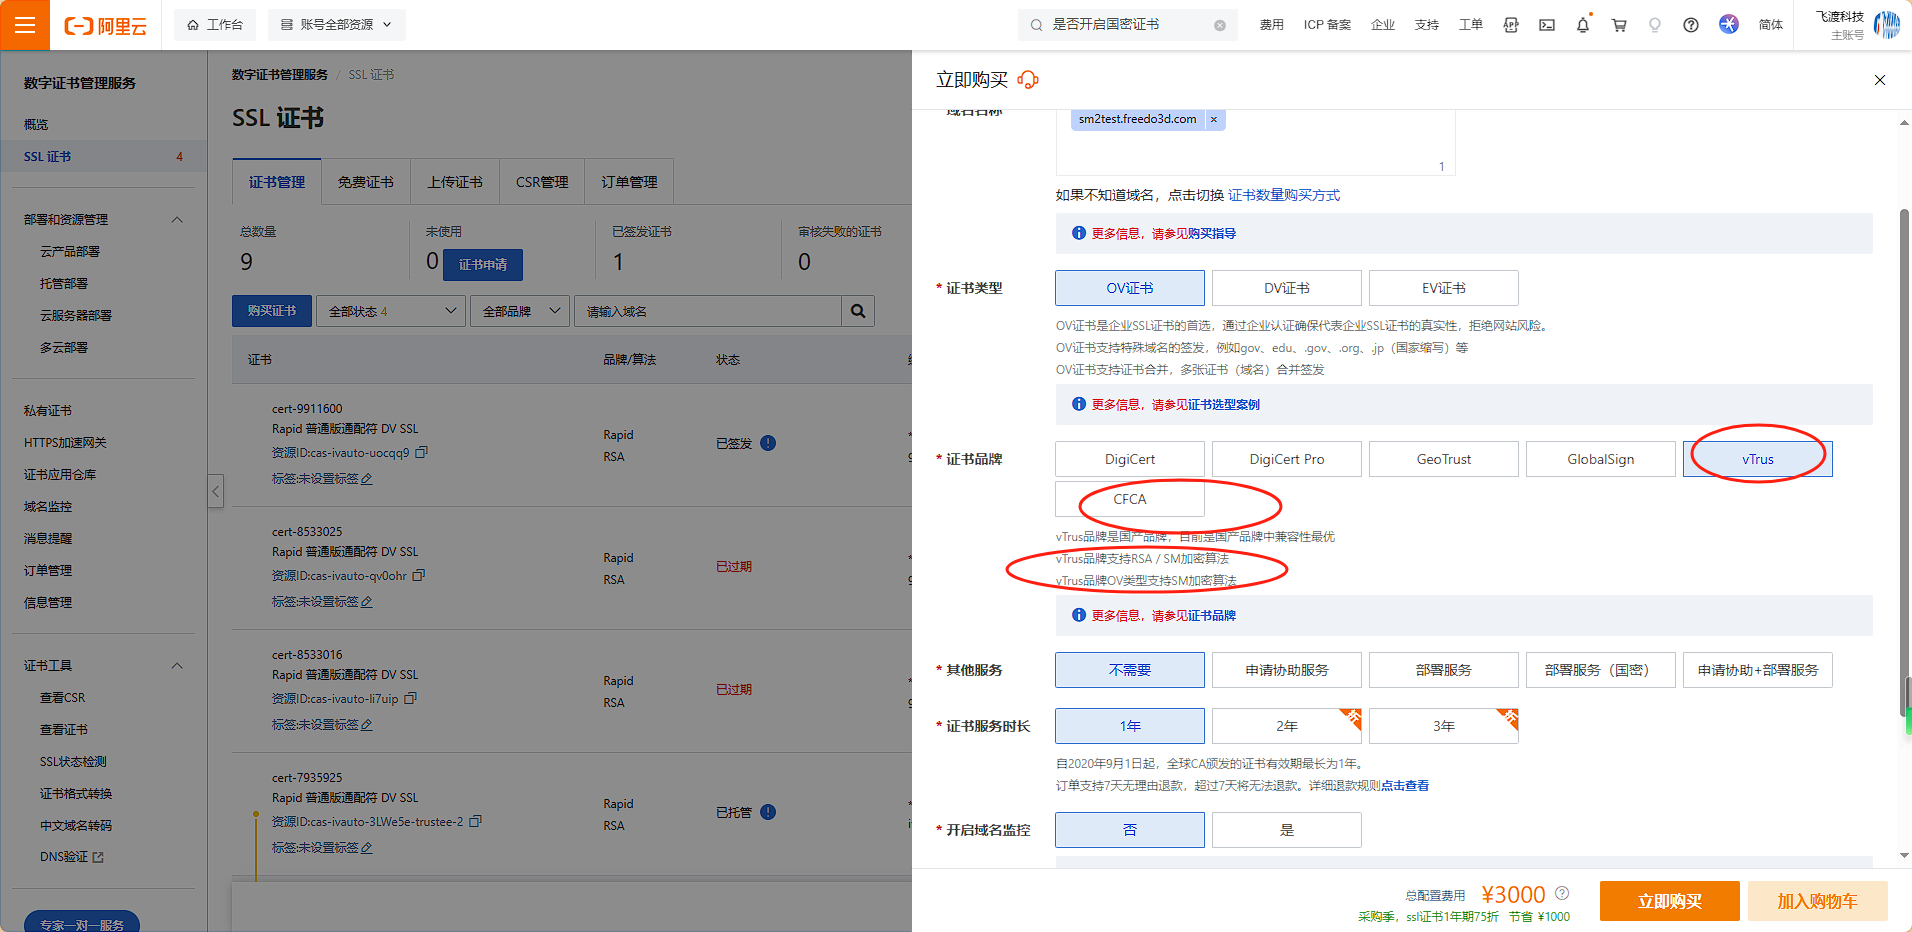 阿里云
工作台
账号全部资源
是否开启国密证书
费用
ICP 备案
企业
支持
工单
简体
飞渡科技
主账号
数字证书管理服务
概览
SSL 证书
4
部署和资源管理
云产品部署
托管部署
云服务器部署
多云部署
私有证书
HTTPS加速网关
证书应用仓库
域名监控
消息提醒
订单管理
信息管理
证书工具
查看CSR
查看证书
SSL状态检测
证书格式转换
中文域名转码
DNS验证
专家一对一服务
数字证书管理服务 / SSL 证书
SSL 证书
证书管理
免费证书
上传证书
CSR管理
订单管理
总数量
9
未使用
0
证书申请
已签发证书
1
审核失败的证书
0
购买证书
全部状态 4
全部品牌
请输入域名
证书
品牌/算法
状态
cert-9911600
Rapid 普通版通配符 DV SSL
资源ID:cas-ivauto-uocqq9
标签:未设置标签
Rapid
RSA
已签发
cert-8533025
Rapid 普通版通配符 DV SSL
资源ID:cas-ivauto-qv0ohr
标签:未设置标签
Rapid
RSA
已过期
cert-8533016
Rapid 普通版通配符 DV SSL
资源ID:cas-ivauto-li7uip
标签:未设置标签
Rapid
RSA
已过期
cert-7935925
Rapid 普通版通配符 DV SSL
资源ID:cas-ivauto-3LWe5e-trustee-2
标签:未设置标签
Rapid
RSA
已托管
立即购买
域名名称
sm2test.freedo3d.com ×
1
如果不知道域名，点击切换 证书数量购买方式
更多信息，请参见购买指导
* 证书类型
OV证书
DV证书
EV证书
OV证书是企业SSL证书的首选，通过企业认证确保代表企业SSL证书的真实性，拒绝网站风险。
OV证书支持特殊域名的签发，例如gov、edu、.gov、.org、.jp（国家缩写）等
OV证书支持证书合并，多张证书（域名）合并签发
更多信息，请参见证书选型案例
* 证书品牌
DigiCert
DigiCert Pro
GeoTrust
GlobalSign
vTrus
CFCA
vTrus品牌是国产品牌，目前是国产品牌中兼容性最优
vTrus品牌支持RSA / SM加密算法
vTrus品牌OV类型支持SM加密算法
更多信息，请参见证书品牌
* 其他服务
不需要
申请协助服务
部署服务
部署服务（国密）
申请协助+部署服务
* 证书服务时长
1年
2年
折
3年
折
自2020年9月1日起，全球CA颁发的证书有效期最长为1年。
订单支持7天无理由退款，超过7天将无法退款。详细退款规则点击查看
* 开启域名监控
否
是
总配置费用 ¥3000
采购季，ssl证书1年期75折 节省 ¥1000
立即购买
加入购物车